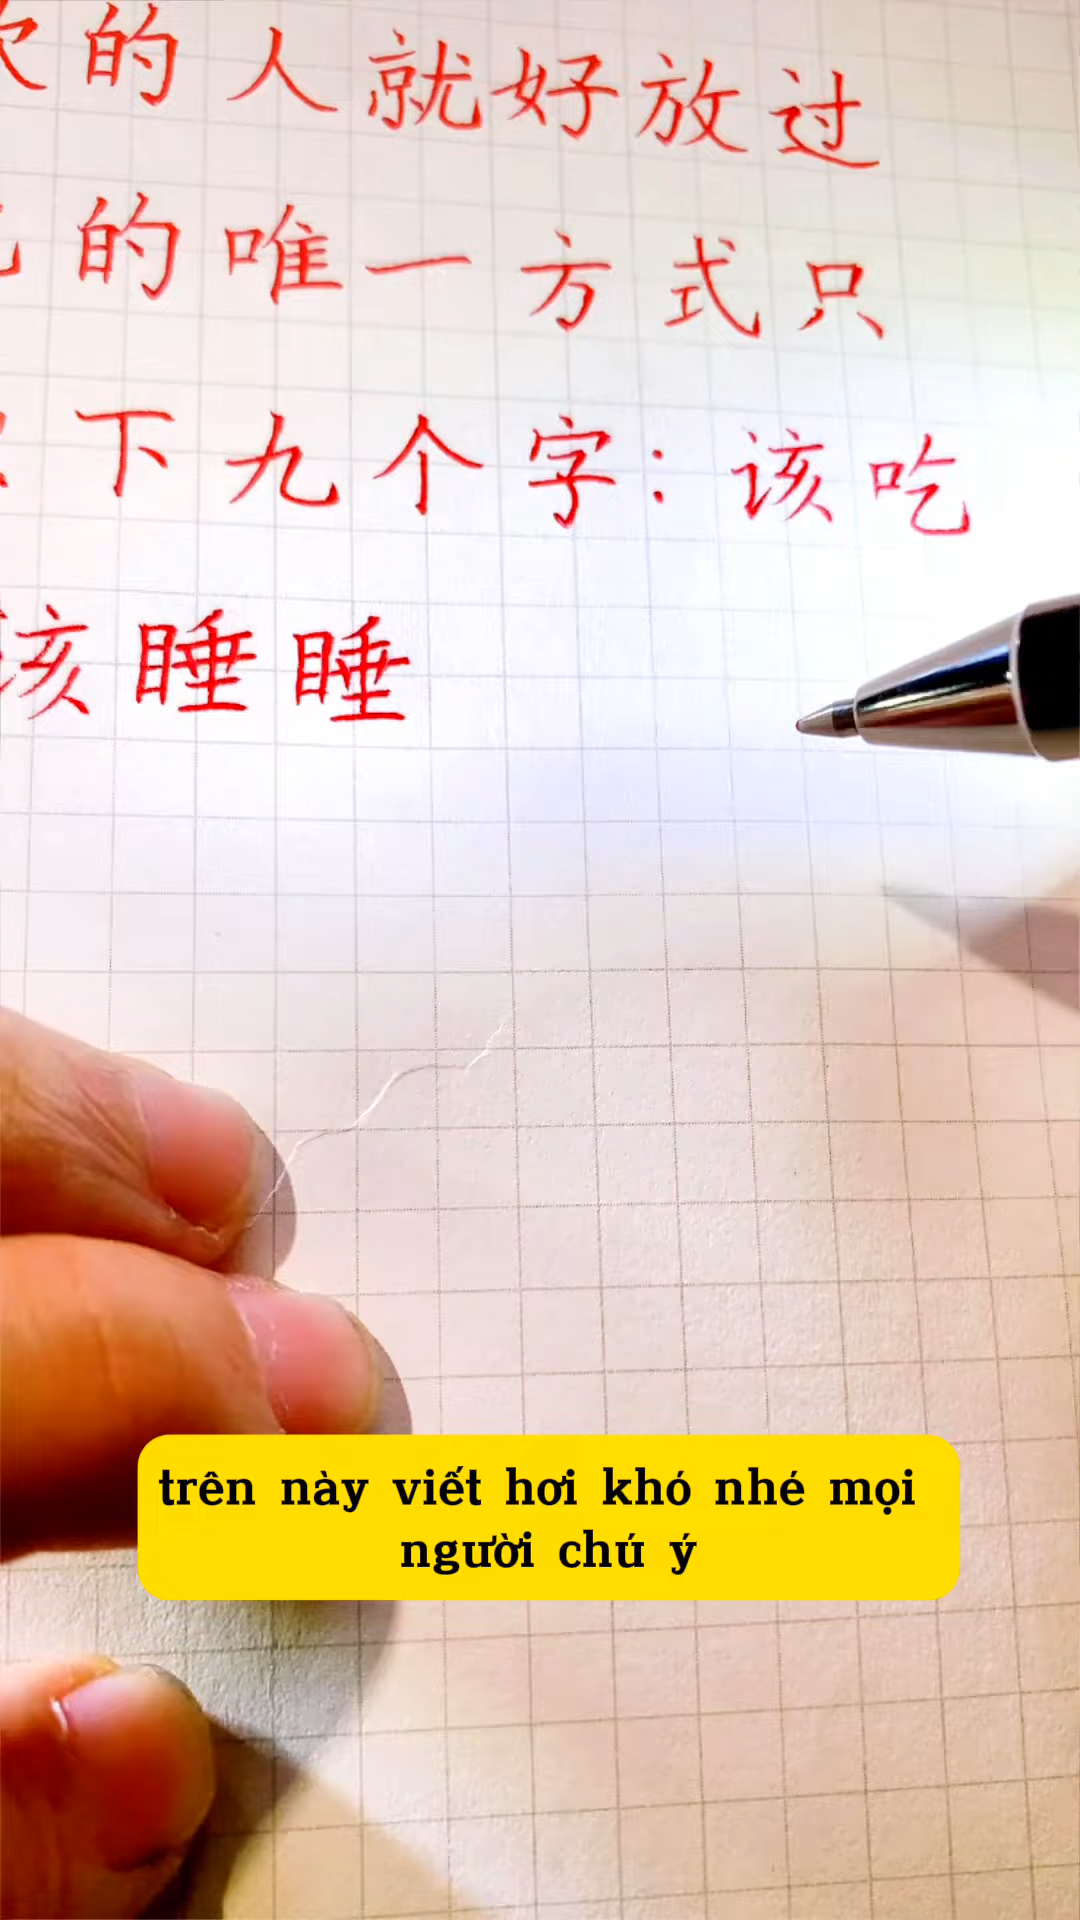 的人就好放过
的唯一方式只
下九个字：该吃
该睡睡
trên này viết hơi khó nhé mọi
người chú ý